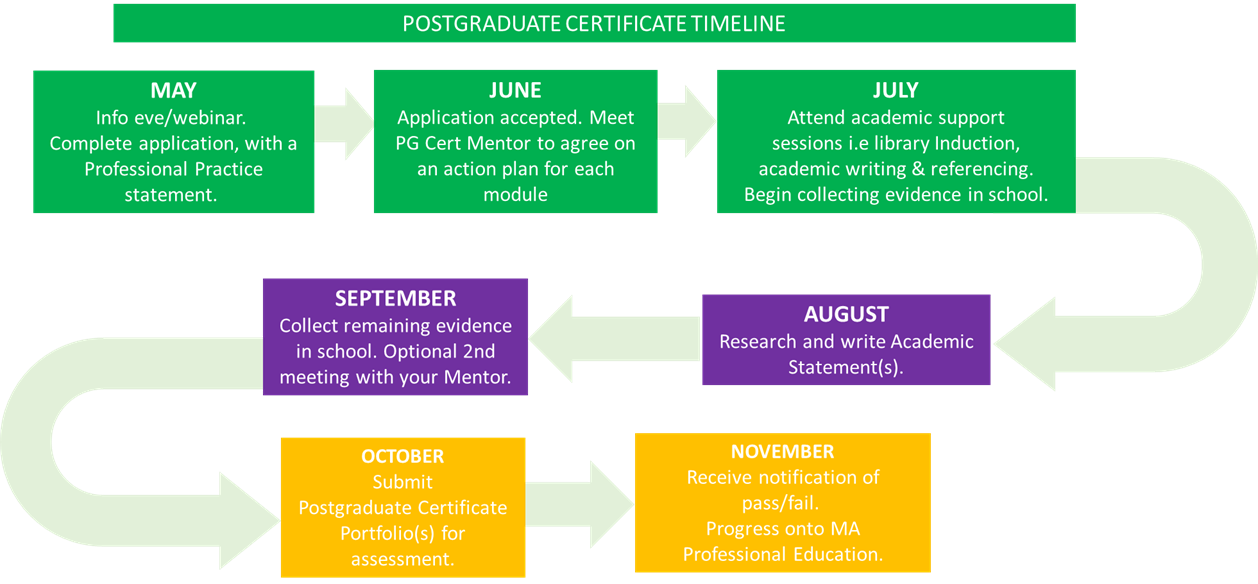 POSTGRADUATE CERTIFICATE TIMELINE
MAY
Info eve/webinar.
Complete application, with a
Professional Practice
statement.
JUNE
Application accepted. Meet
PG Cert Mentor to agree on
an action plan for each
module
JULY
Attend academic support
sessions i.e library Induction,
academic writing & referencing.
Begin collecting evidence in school.
AUGUST
Research and write Academic
Statement(s).
SEPTEMBER
Collect remaining evidence
in school. Optional 2nd
meeting with your Mentor.
OCTOBER
Submit
Postgraduate Certificate
Portfolio(s) for
assessment.
NOVEMBER
Receive notification of
pass/fail.
Progress onto MA
Professional Education.